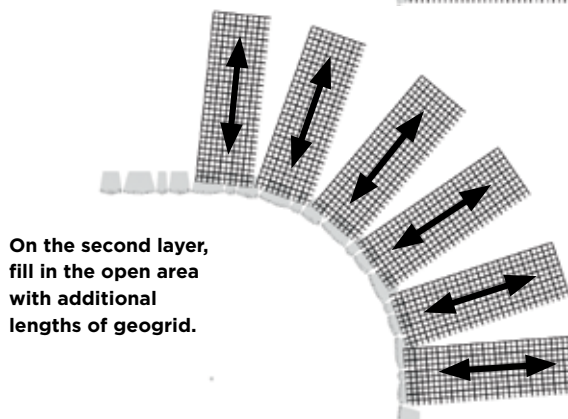 On the second layer,
fill in the open area
with additional
lengths of geogrid.